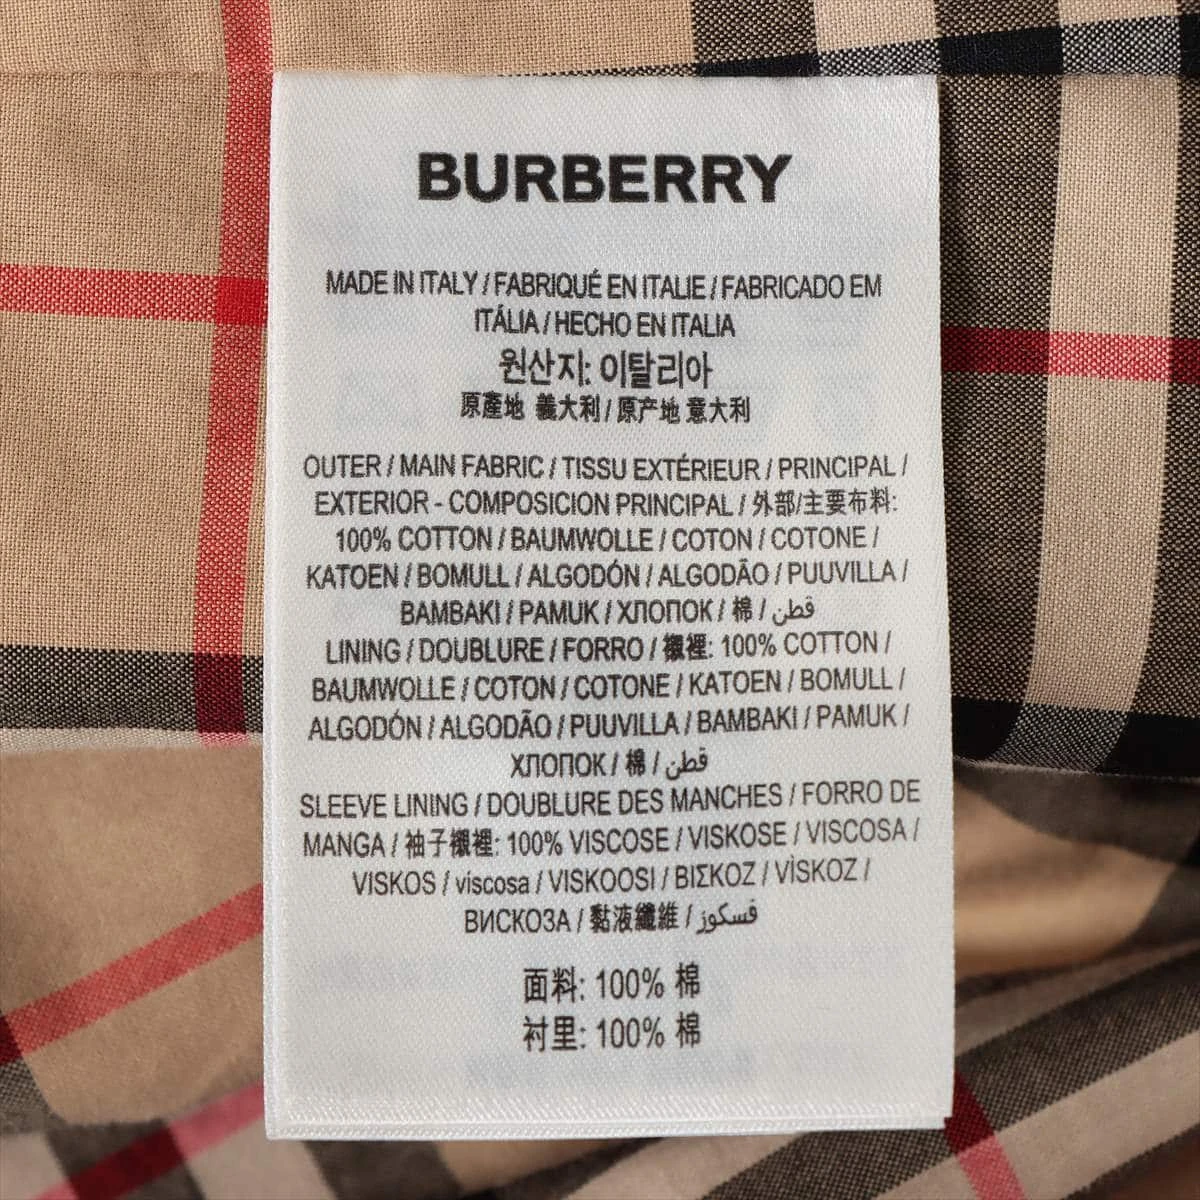 BURBERRY
MADE IN ITALY / FABRIQUÉ EN ITALIE / FABRICADO EM
ITÁLIA / HECHO EN ITALIA
원산지: 이탈리아
原產地 義大利 / 原产地 意大利
OUTER / MAIN FABRIC / TISSU EXTÉRIEUR / PRINCIPAL /
EXTERIOR - COMPOSICION PRINCIPAL / 外部/主要布料:
100% COTTON / BAUMWOLLE / COTON / COTONE /
KATOEN / BOMULL / ALGODÓN / ALGODÃO / PUUVILLA /
BAMBAKI / PAMUK / ХЛОПОК / 棉 / قطن
LINING / DOUBLURE / FORRO / 襯裡: 100% COTTON /
BAUMWOLLE / COTON / COTONE / KATOEN / BOMULL /
ALGODÓN / ALGODÃO / PUUVILLA / BAMBAKI / PAMUK /
ХЛОПОК / 棉 / قطن
SLEEVE LINING / DOUBLURE DES MANCHES / FORRO DE
MANGA / 袖子襯裡: 100% VISCOSE / VISKOSE / VISCOSA /
VISKOS / viscosa / VISKOOSI / ΒΙΣΚΟΖ / VİSKOZ /
ВИСКОЗА / 黏液纖維 / فسكوز
面料: 100% 棉
衬里: 100% 棉